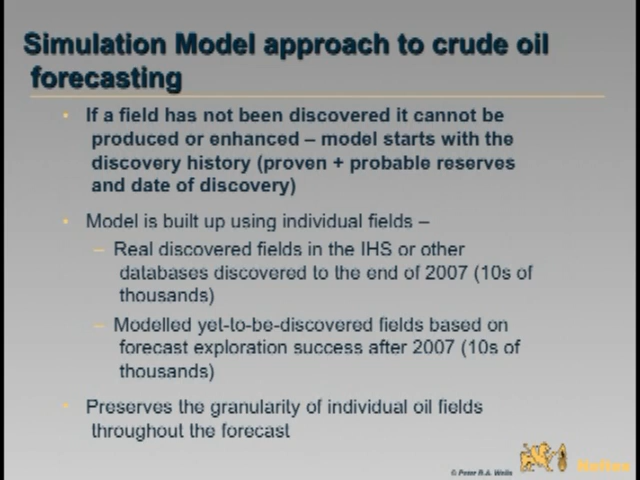 Simulation Model approach to crude oil
forecasting
• If a field has not been discovered it cannot be
produced or enhanced – model starts with the
discovery history (proven + probable reserves
and date of discovery)
• Model is built up using individual fields –
– Real discovered fields in the IHS or other
databases discovered to the end of 2007 (10s of
thousands)
– Modelled yet-to-be-discovered fields based on
forecast exploration success after 2007 (10s of
thousands)
• Preserves the granularity of individual oil fields
throughout the forecast
© Peter R.A. Wells